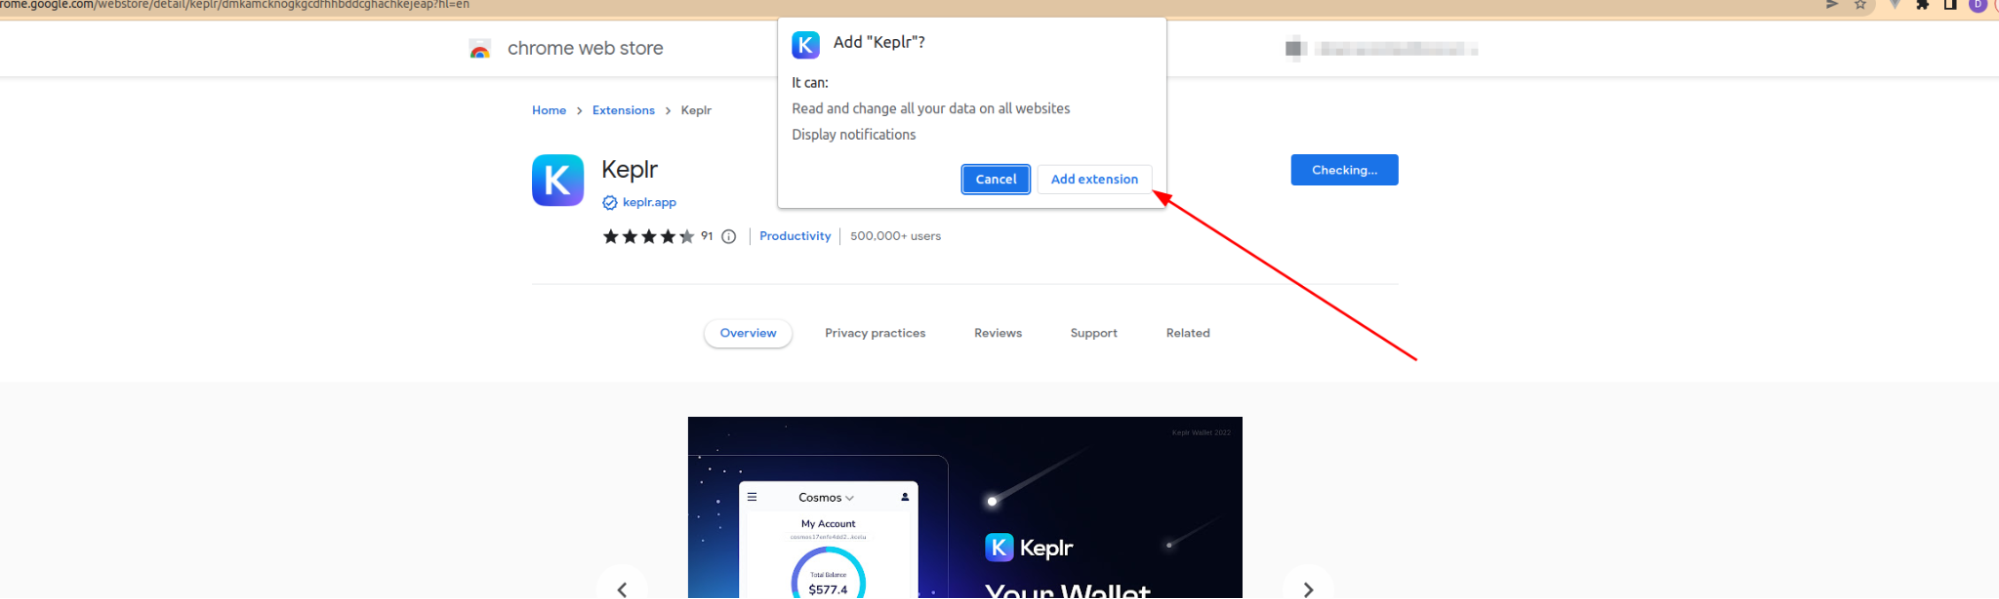 rome.google.com/webstore/detail/keplr/dmkamcknogkgcdfhhbddcghachkejeap?hl=en
D
chrome web store
Add "Keplr"?
It can:
Read and change all your data on all websites
Display notifications
Cancel
Add extension
Home > Extensions > Keplr
K
Keplr
keplr.app
Checking...
91
Productivity
500,000+ users
Overview
Privacy practices
Reviews
Support
Related
Keplr Wallet 2022
Cosmos
My Account
Total Balance
$577.4
K Keplr
Your Wallet